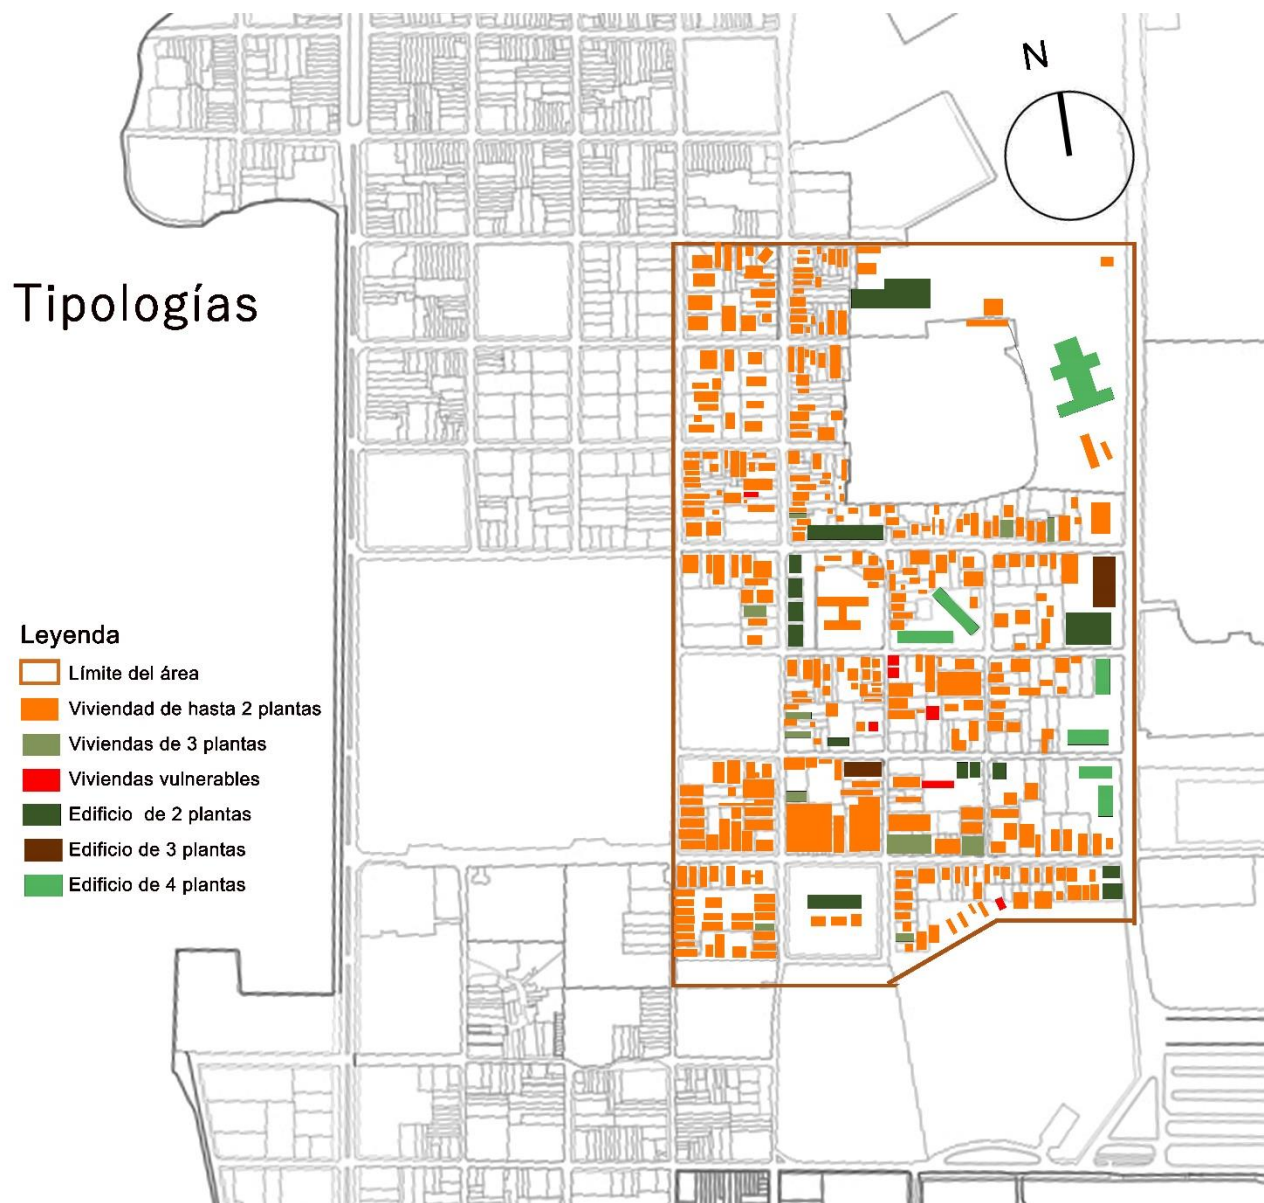 N
Tipologías
Leyenda
Límite del área
Viviendad de hasta 2 plantas
Viviendas de 3 plantas
Viviendas vulnerables
Edificio de 2 plantas
Edificio de 3 plantas
Edificio de 4 plantas